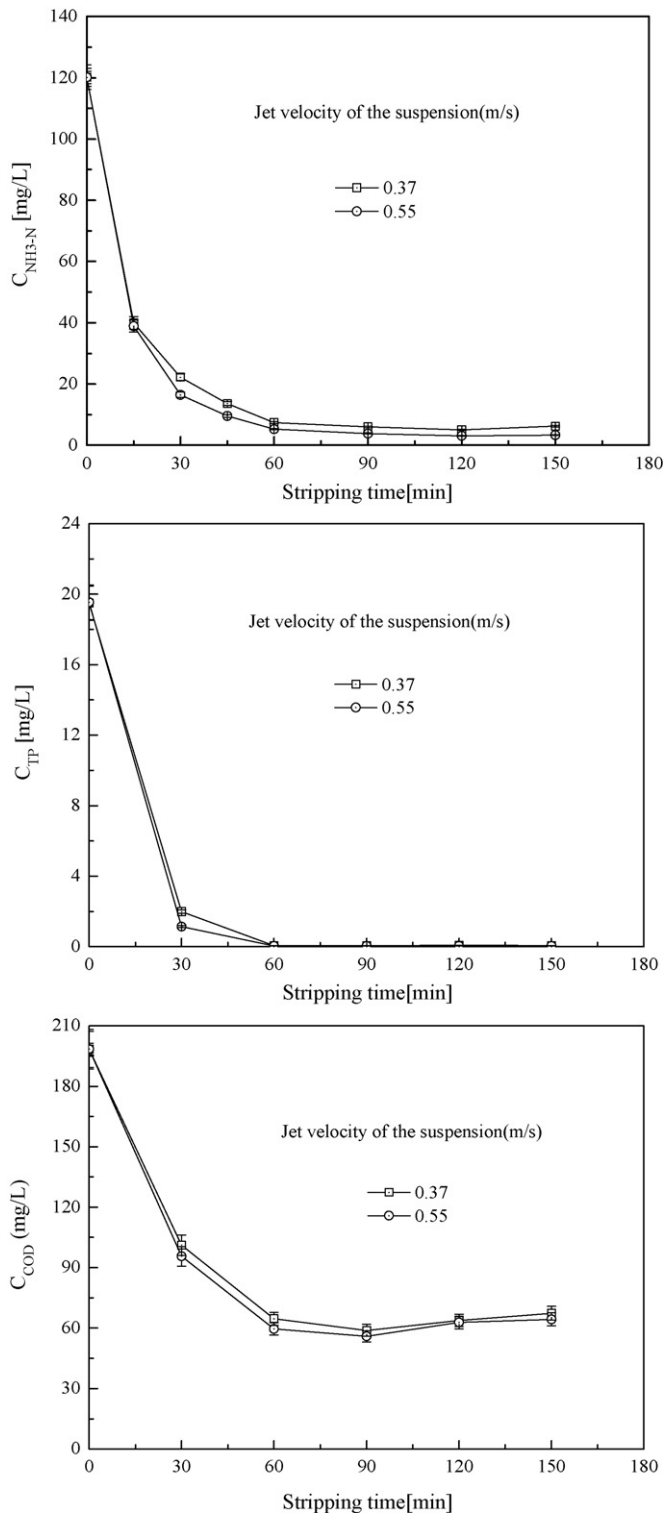 140
120
100
80
60
40
20
0
C_NH3-N [mg/L]
Jet velocity of the suspension(m/s)
0.37
0.55
0 30 60 90 120 150 180
Stripping time[min]
24
20
16
12
8
4
2
0
C_TP [mg/L]
Jet velocity of the suspension(m/s)
0.37
0.55
0 30 60 90 120 150 180
Stripping time[min]
210
180
150
120
90
60
30
0
C_COD (mg/L)
Jet velocity of the suspension(m/s)
0.37
0.55
0 30 60 90 120 150 180
Stripping time[min]